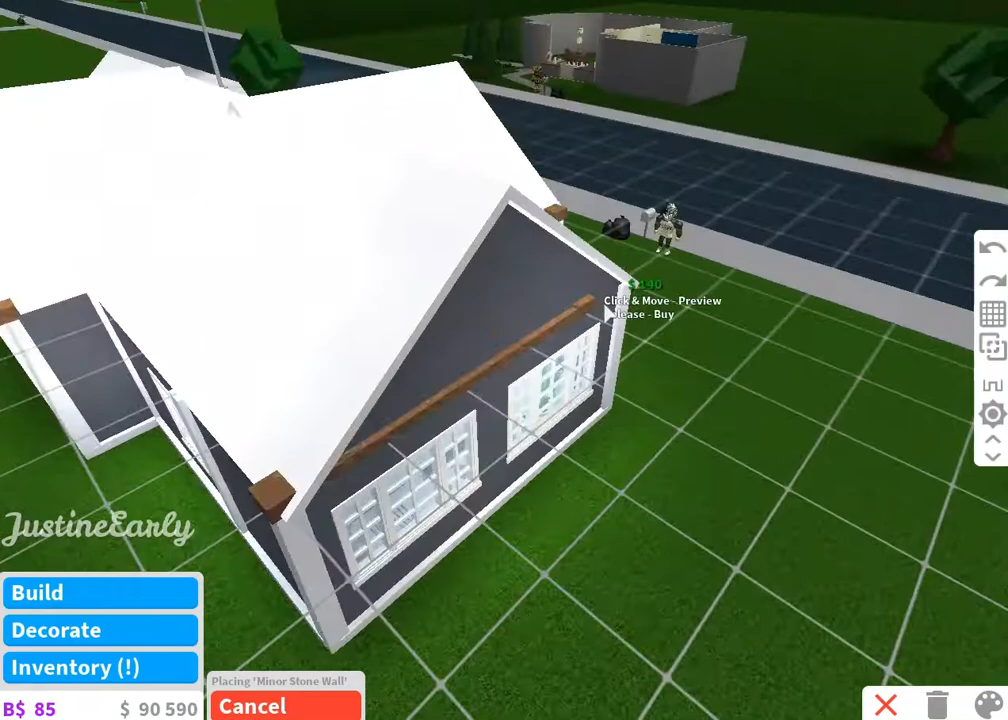 $140
Click & Move - Preview
Release - Buy
JustineEarly
Build
Decorate
Inventory (!)
Placing 'Minor Stone Wall'
Cancel
B$ 85
$ 90 590